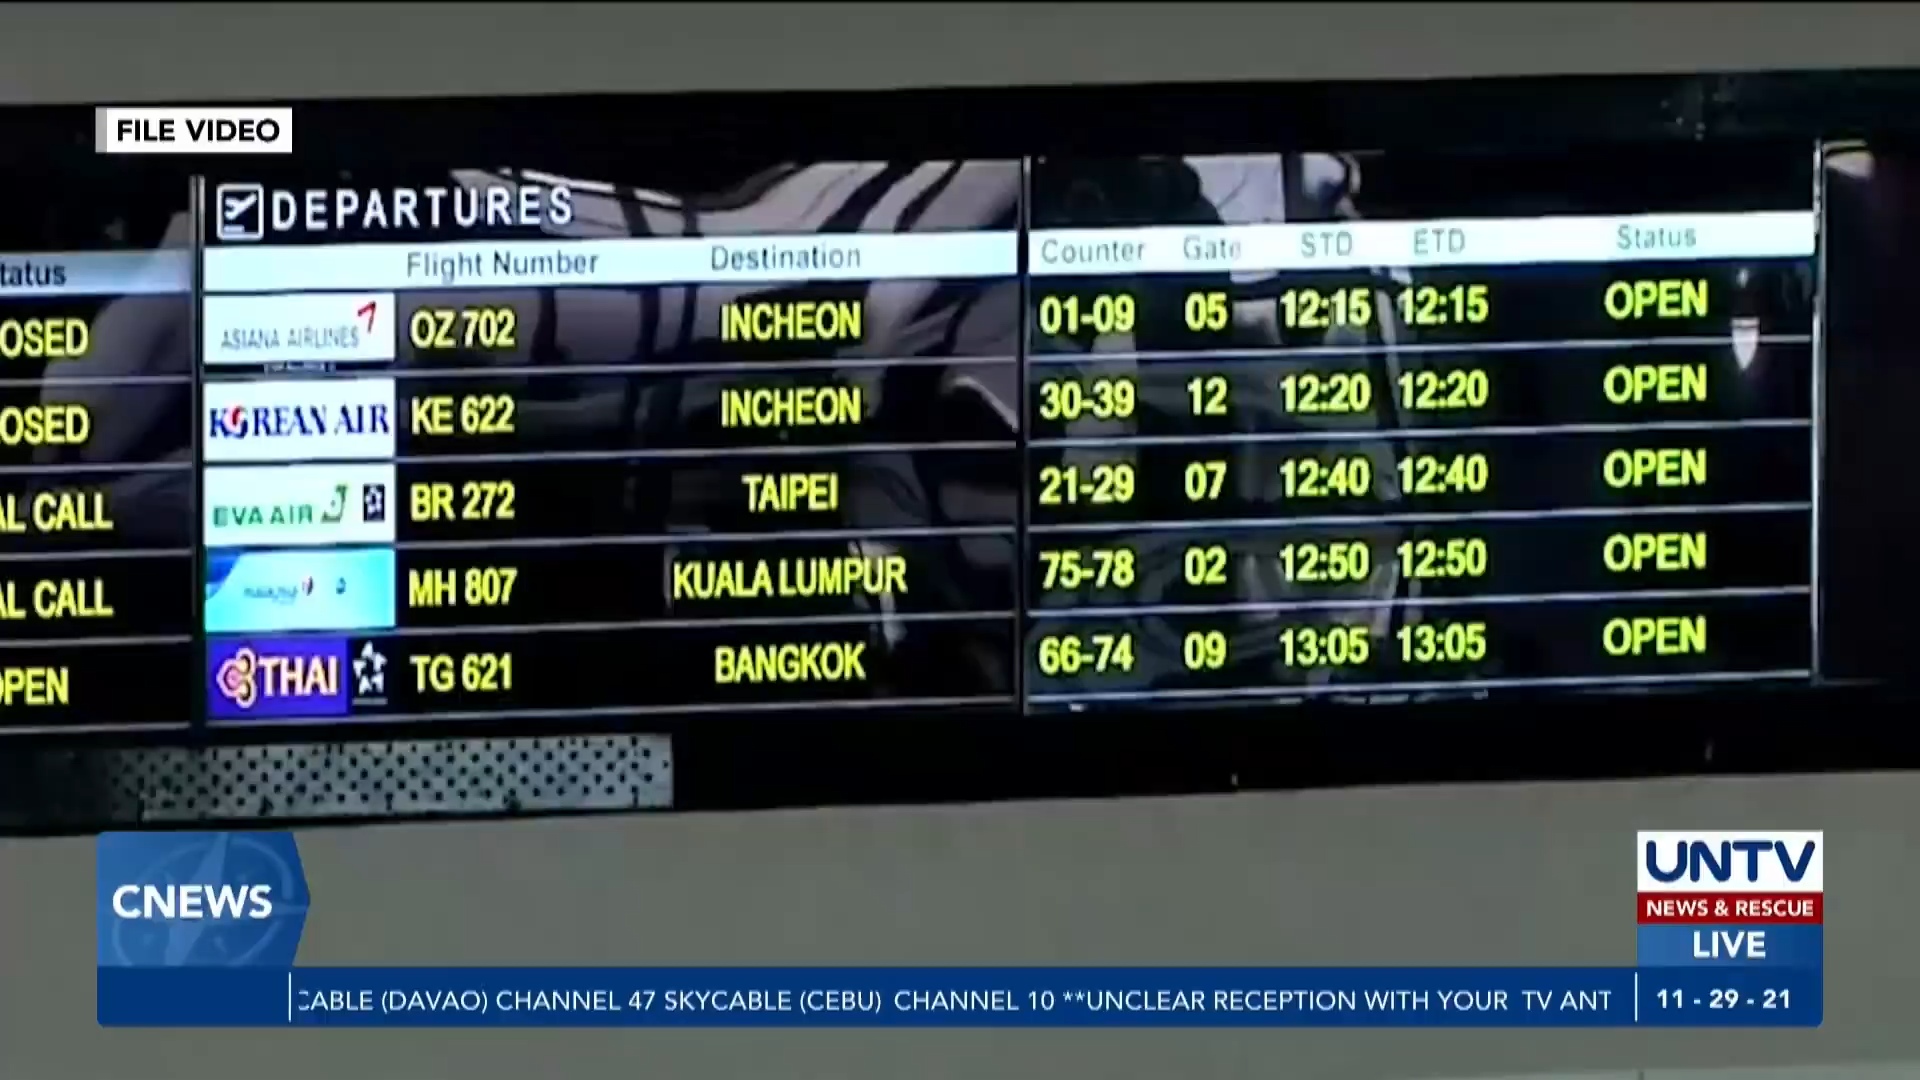 FILE VIDEO
DEPARTURES
tatus Flight Number Destination Counter Gate STD ETD Status
OSED ASIANA AIRLINES OZ 702 INCHEON 01-09 05 12:15 12:15 OPEN
OSED KOREAN AIR KE 622 INCHEON 30-39 12 12:20 12:20 OPEN
AL CALL EVA AIR BR 272 TAIPEI 21-29 07 12:40 12:40 OPEN
AL CALL MH 807 KUALA LUMPUR 75-78 02 12:50 12:50 OPEN
OPEN THAI TG 621 BANGKOK 66-74 09 13:05 13:05 OPEN
CNEWS
UNTV
NEWS & RESCUE
LIVE
CABLE (DAVAO) CHANNEL 47 SKYCABLE (CEBU) CHANNEL 10 **UNCLEAR RECEPTION WITH YOUR TV ANT
11 - 29 - 21